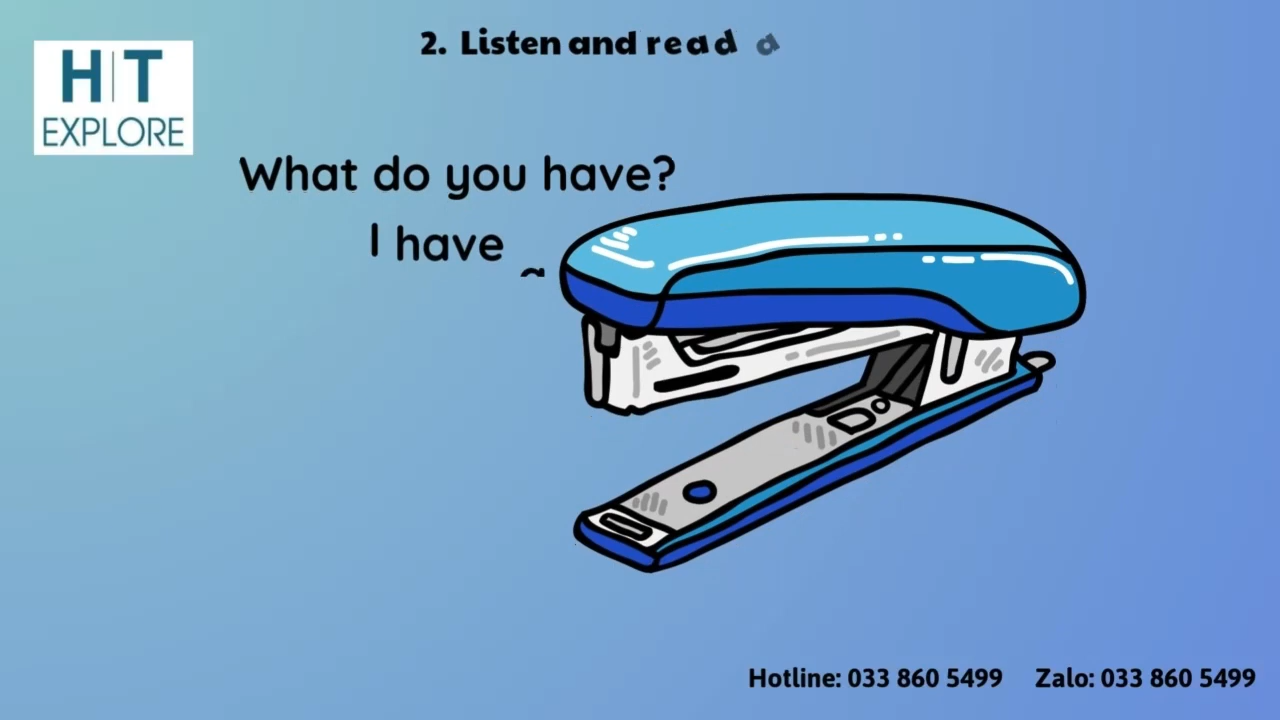 2. Listen and read a
H|T
EXPLORE
What do you have?
I have a
Hotline: 033 860 5499 Zalo: 033 860 5499